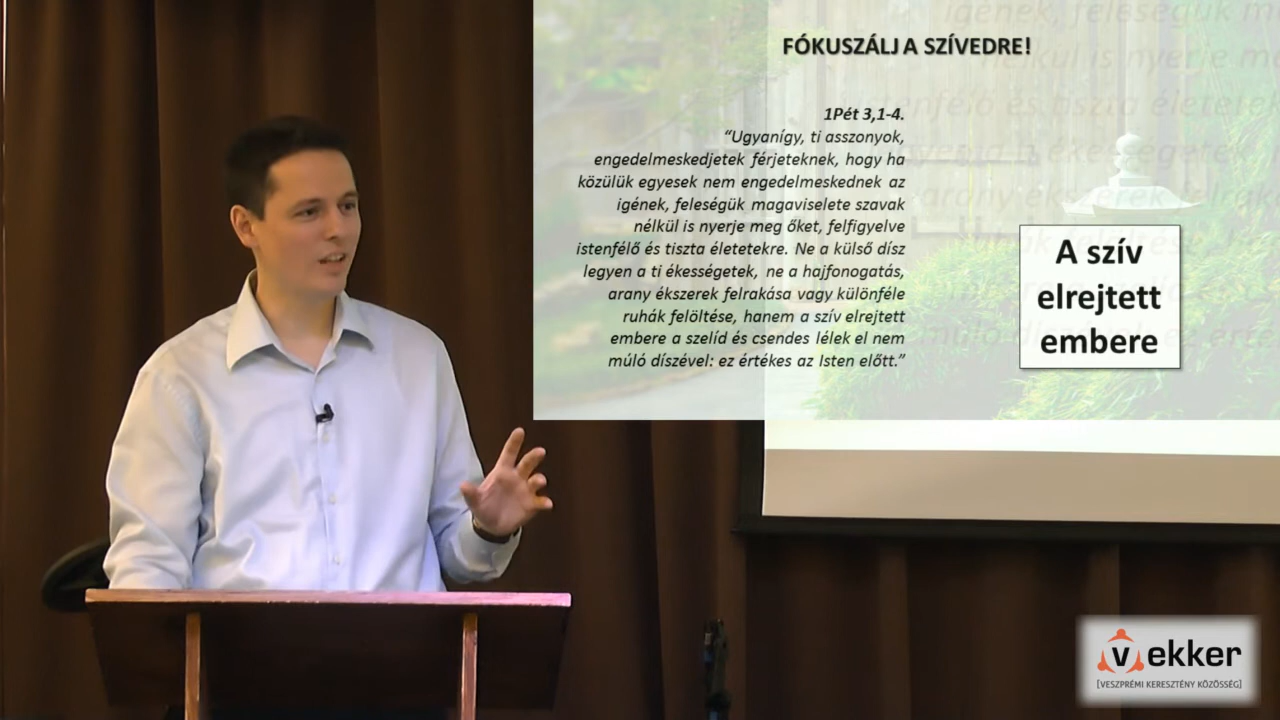 FÓKUSZÁLJ A SZÍVEDRE!
1Pét 3,1-4.
“Ugyanígy, ti asszonyok,
engedelmeskedjetek férjeteknek, hogy ha
közülük egyesek nem engedelmeskednek az
igének, feleségük magaviselete szavak
nélkül is nyerje meg őket, felfigyelve
istenfélő és tiszta életetekre. Ne a külső dísz
legyen a ti ékességetek, ne a hajfonogatás,
arany ékszerek felrakása vagy különféle
ruhák felöltése, hanem a szív elrejtett
embere a szelíd és csendes lélek el nem
múló díszével: ez értékes az Isten előtt.”
A szív
elrejtett
embere
vekker
[VESZPRÉMI KERESZTÉNY KÖZÖSSÉG]